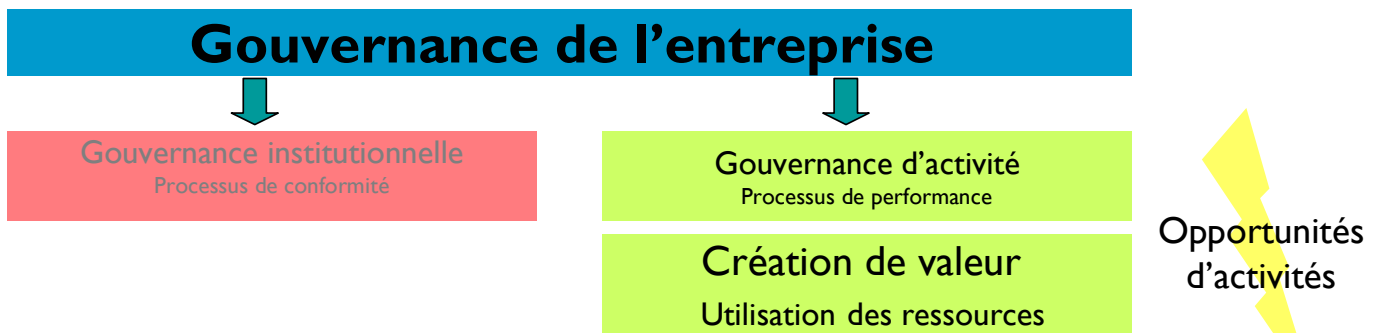 Gouvernance de l’entreprise
Gouvernance institutionnelle
Processus de conformité
Gouvernance d’activité
Processus de performance
Création de valeur
Utilisation des ressources
Opportunités
d’activités